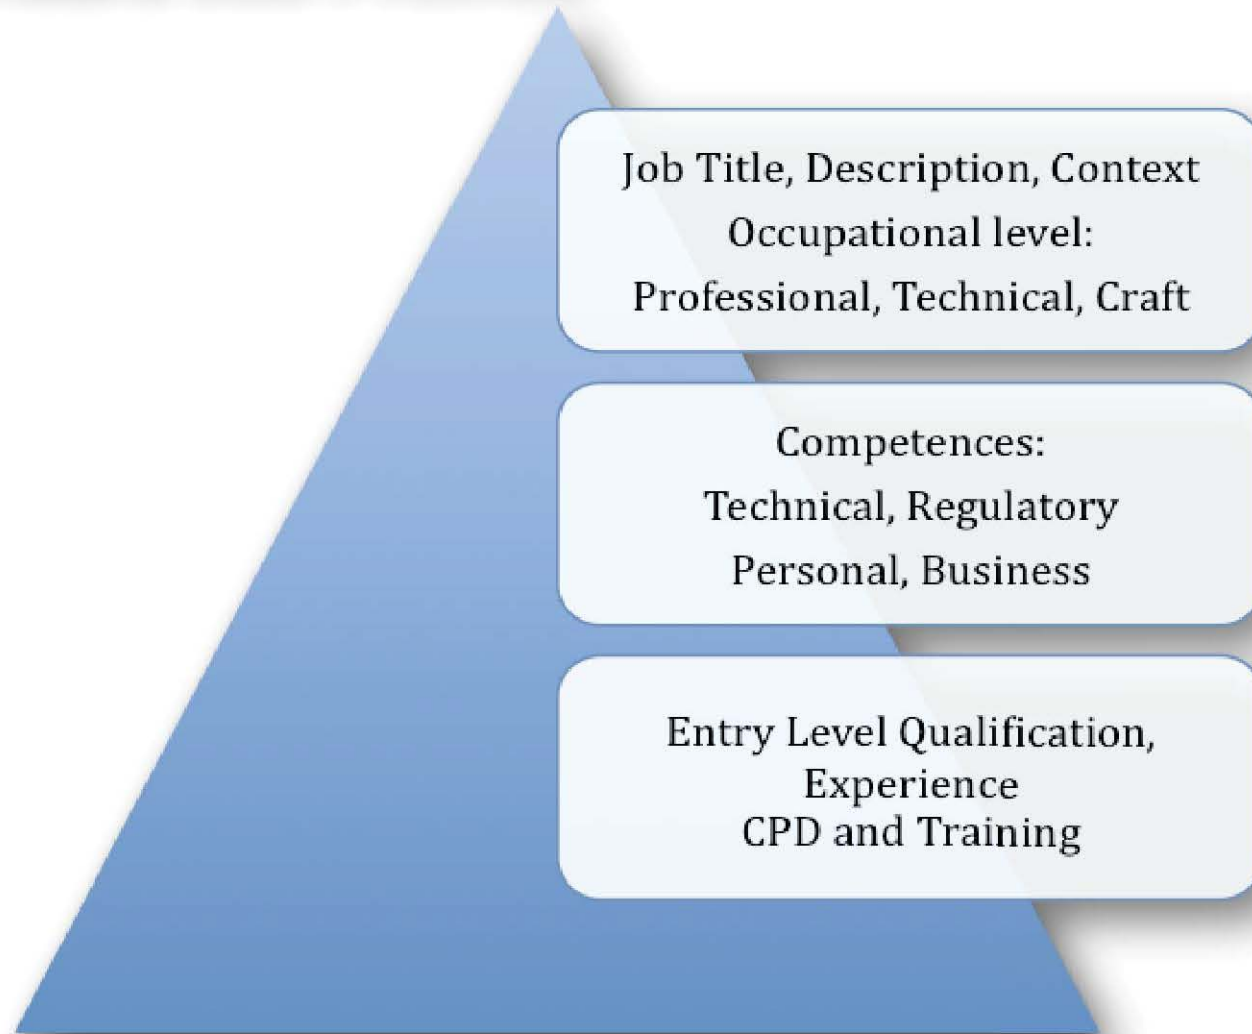 Job Title, Description, Context
Occupational level:
Professional, Technical, Craft
Competences:
Technical, Regulatory
Personal, Business
Entry Level Qualification,
Experience
CPD and Training